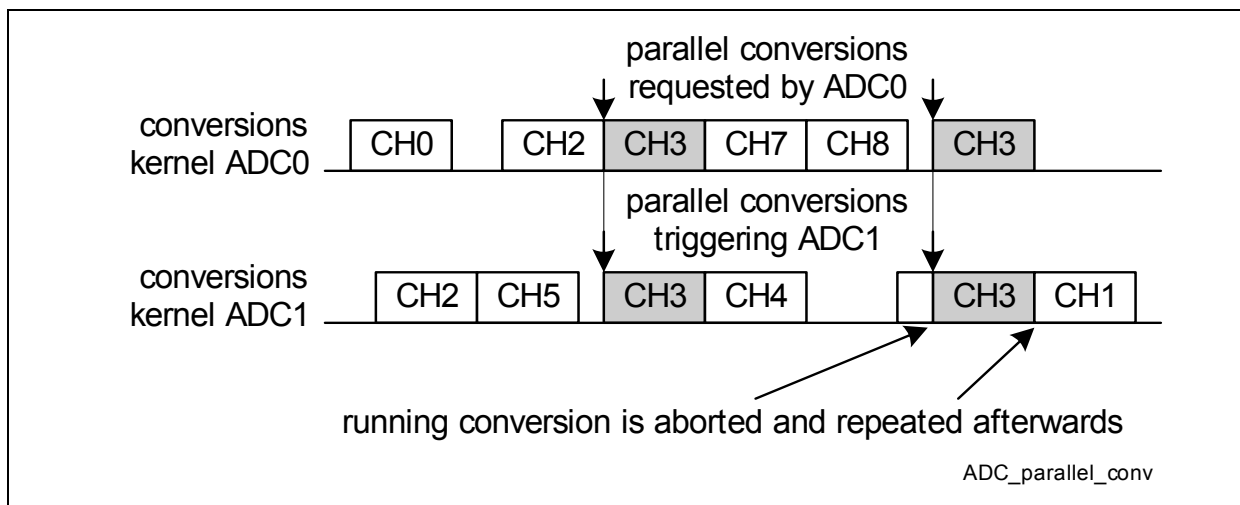 parallel conversions
requested by ADC0
conversions
kernel ADC0
CH0 CH2 CH3 CH7 CH8 CH3
parallel conversions
triggering ADC1
conversions
kernel ADC1
CH2 CH5 CH3 CH4 CH3 CH1
running conversion is aborted and repeated afterwards
ADC_parallel_conv